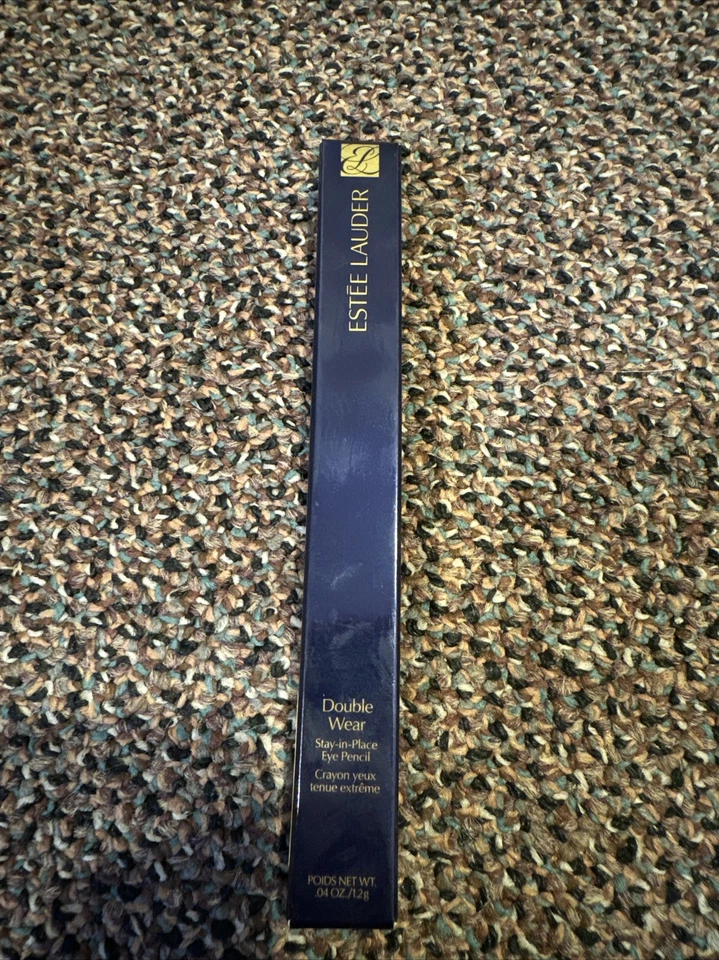 EL
ESTĒE LAUDER
Double
Wear
Stay-in-Place
Eye Pencil
Crayon yeux
tenue extrême
POIDS NET WT.
.04 OZ./1.2g